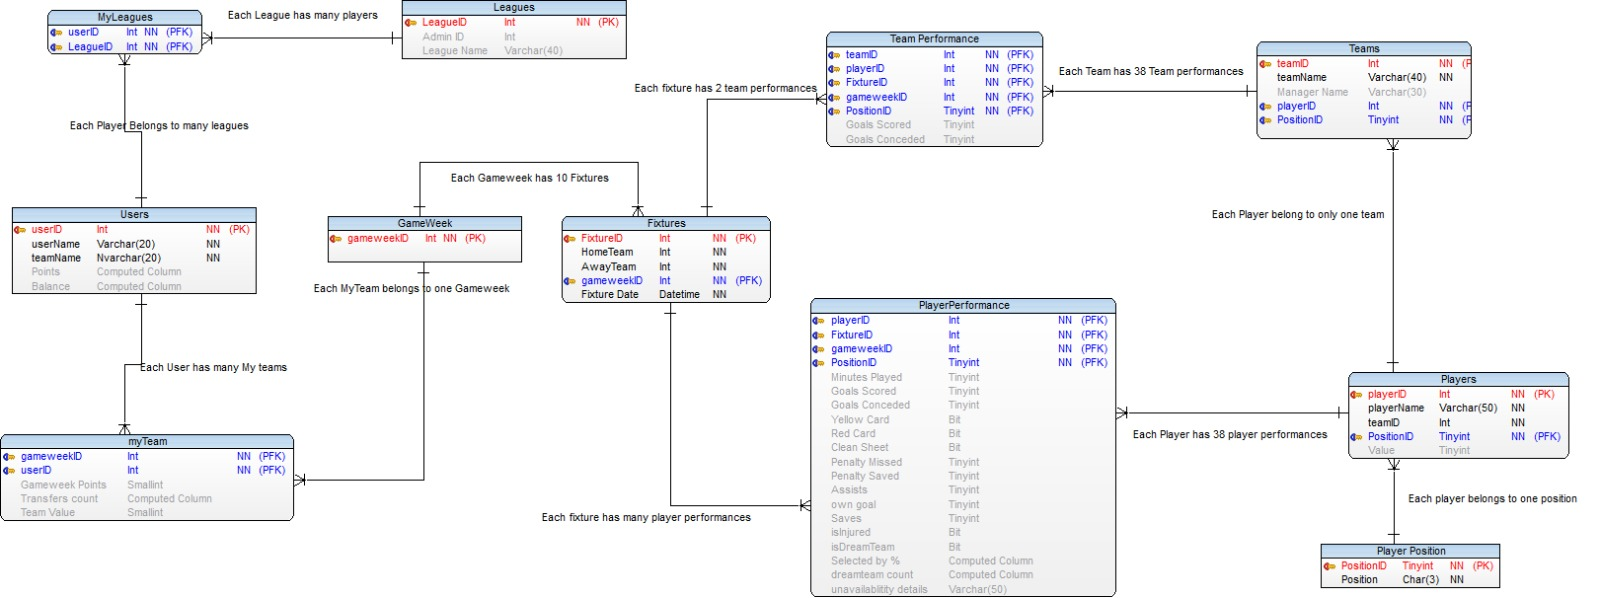 MyLeagues
userID Int NN (PFK)
LeagueID Int NN (PFK)
Each League has many players
Leagues
LeagueID Int NN (PK)
Admin ID Int
League Name Varchar(40)
Each Player Belongs to many leagues
Users
userID Int NN (PK)
userName Varchar(20) NN
teamName Nvarchar(20) NN
Points Computed Column
Balance Computed Column
Each User has many My teams
myTeam
gameweekID Int NN (PFK)
userID Int NN (PFK)
Gameweek Points Smallint
Transfers count Computed Column
Team Value Smallint
Each Gameweek has 10 Fixtures
GameWeek
gameweekID Int NN (PK)
Each MyTeam belongs to one Gameweek
Fixtures
FixtureID Int NN (PK)
HomeTeam Int NN
AwayTeam Int NN
gameweekID Int NN (PFK)
Fixture Date Datetime NN
Each fixture has 2 team performances
Each fixture has many player performances
Team Performance
teamID Int NN (PFK)
playerID Int NN (PFK)
FixtureID Int NN (PFK)
gameweekID Int NN (PFK)
PositionID Tinyint NN (PFK)
Goals Scored Tinyint
Goals Conceded Tinyint
Each Team has 38 Team performances
Teams
teamID Int NN (P
teamName Varchar(40) NN
Manager Name Varchar(30)
playerID Int NN (P
PositionID Tinyint NN (P
Each Player belong to only one team
PlayerPerformance
playerID Int NN (PFK)
FixtureID Int NN (PFK)
gameweekID Int NN (PFK)
PositionID Tinyint NN (PFK)
Minutes Played Tinyint
Goals Scored Tinyint
Goals Conceded Tinyint
Yellow Card Bit
Red Card Bit
Clean Sheet Bit
Penalty Missed Tinyint
Penalty Saved Tinyint
Assists Tinyint
own goal Tinyint
Saves Tinyint
isInjured Bit
isDreamTeam Bit
Selected by % Computed Column
dreamteam count Computed Column
unavailablitity details Varchar(50)
Each Player has 38 player performances
Players
playerID Int NN (PK)
playerName Varchar(50) NN
teamID Int NN
PositionID Tinyint NN (PFK)
Value Tinyint
Each player belongs to one position
Player Position
PositionID Tinyint NN (PK)
Position Char(3) NN